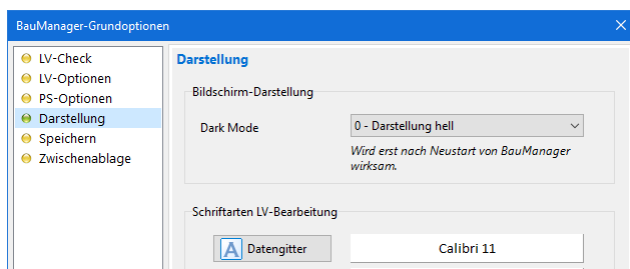 BauManager-Grundoptionen
LV-Check
LV-Optionen
PS-Optionen
Darstellung
Speichern
Zwischenablage
Darstellung
Bildschirm-Darstellung
Dark Mode
0 - Darstellung hell
Wird erst nach Neustart von BauManager
wirksam.
Schriftarten LV-Bearbeitung
A Datengitter
Calibri 11